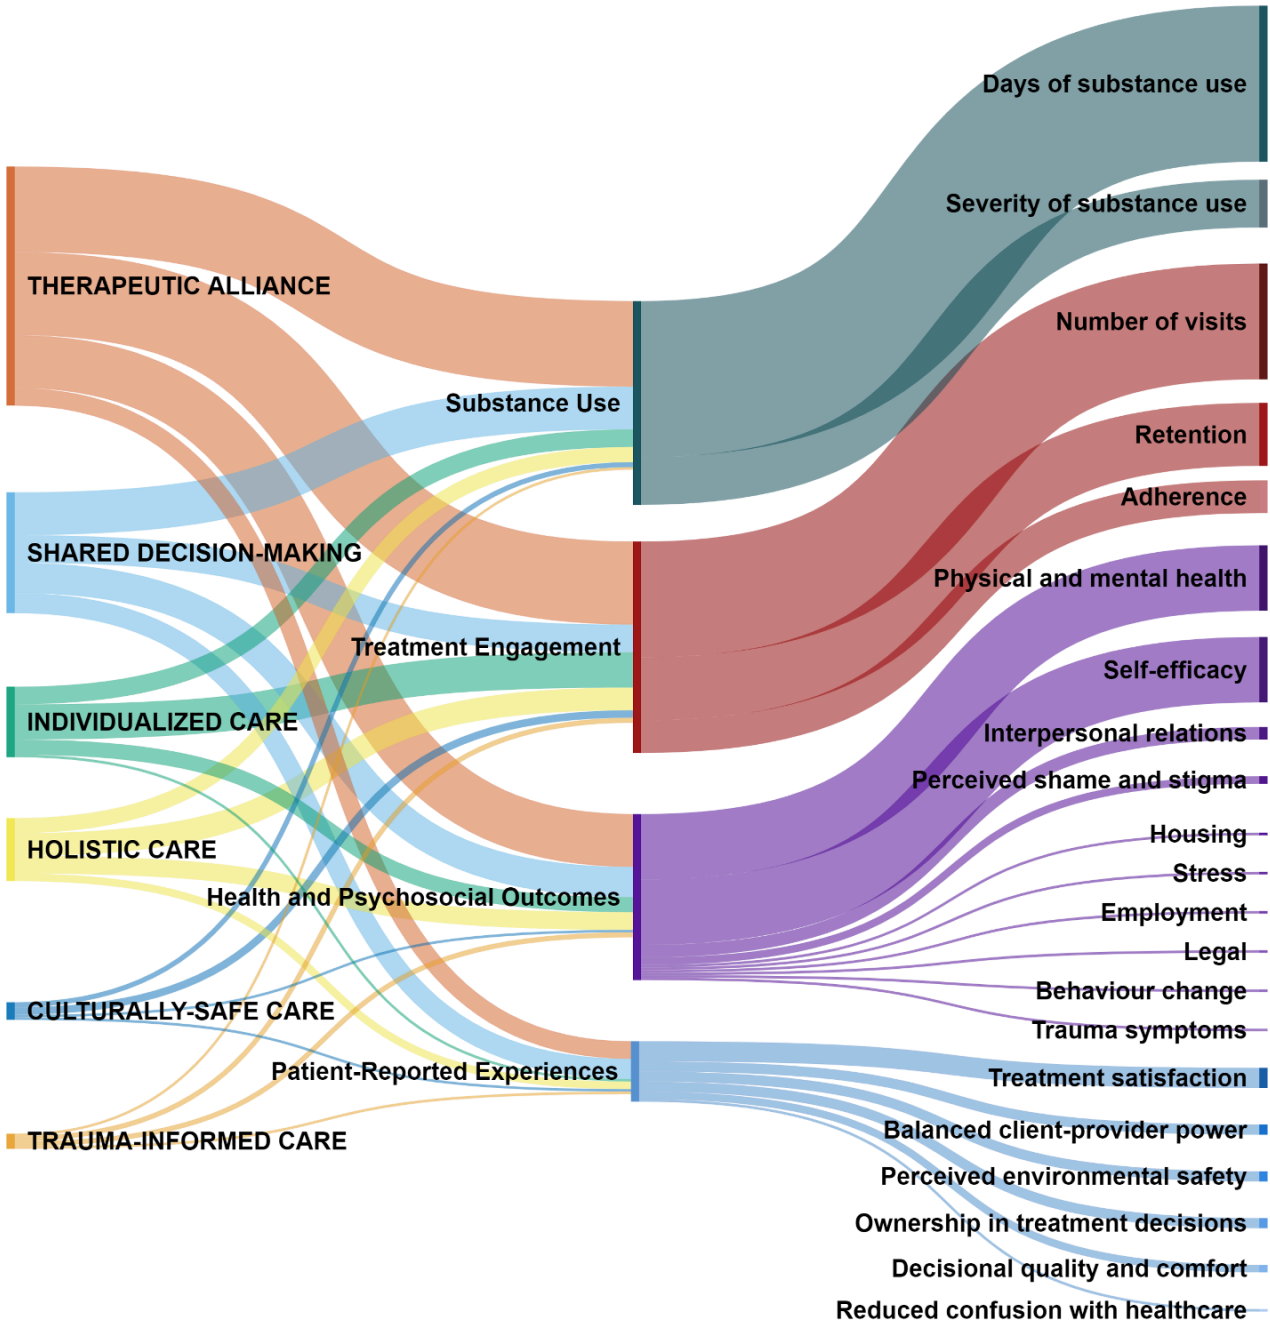 THERAPEUTIC ALLIANCE
SHARED DECISION-MAKING
INDIVIDUALIZED CARE
HOLISTIC CARE
CULTURALLY-SAFE CARE
TRAUMA-INFORMED CARE
Substance Use
Treatment Engagement
Health and Psychosocial Outcomes
Patient-Reported Experiences
Days of substance use
Severity of substance use
Number of visits
Retention
Adherence
Physical and mental health
Self-efficacy
Interpersonal relations
Perceived shame and stigma
Housing
Stress
Employment
Legal
Behaviour change
Trauma symptoms
Treatment satisfaction
Balanced client-provider power
Perceived environmental safety
Ownership in treatment decisions
Decisional quality and comfort
Reduced confusion with healthcare